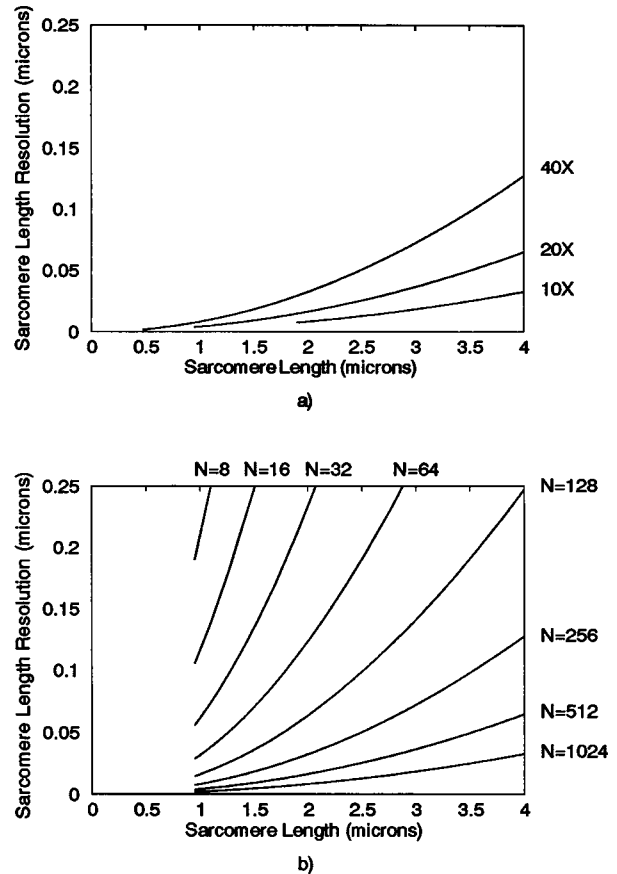 Sarcomere Length Resolution (microns)
0.25
0.2
0.15
0.1
0.05
0
40X
20X
10X
0 0.5 1 1.5 2 2.5 3 3.5 4
Sarcomere Length (microns)
a)
N=8 N=16 N=32 N=64
Sarcomere Length Resolution (microns)
0.25
0.2
0.15
0.1
0.05
0
N=128
N=256
N=512
N=1024
0 0.5 1 1.5 2 2.5 3 3.5 4
Sarcomere Length (microns)
b)